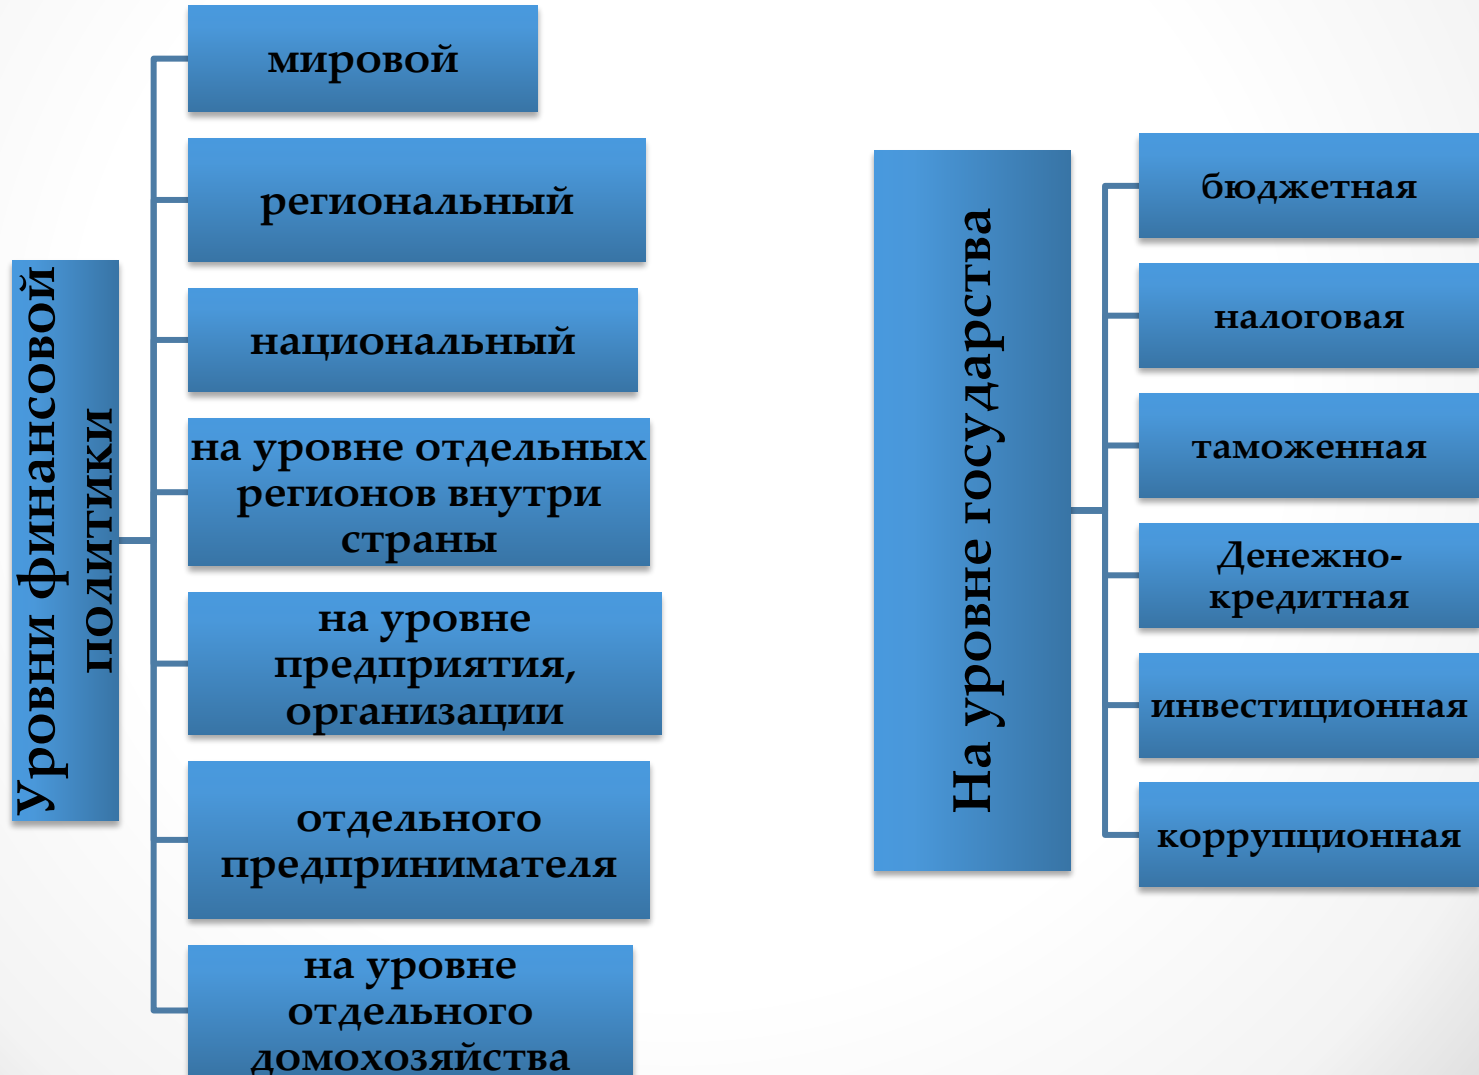 Уровни финансовой
политики
мировой
региональный
национальный
на уровне отдельных
регионов внутри
страны
на уровне
предприятия,
организации
отдельного
предпринимателя
на уровне
отдельного
домохозяйства
На уровне государства
бюджетная
налоговая
таможенная
Денежно-
кредитная
инвестиционная
коррупционная